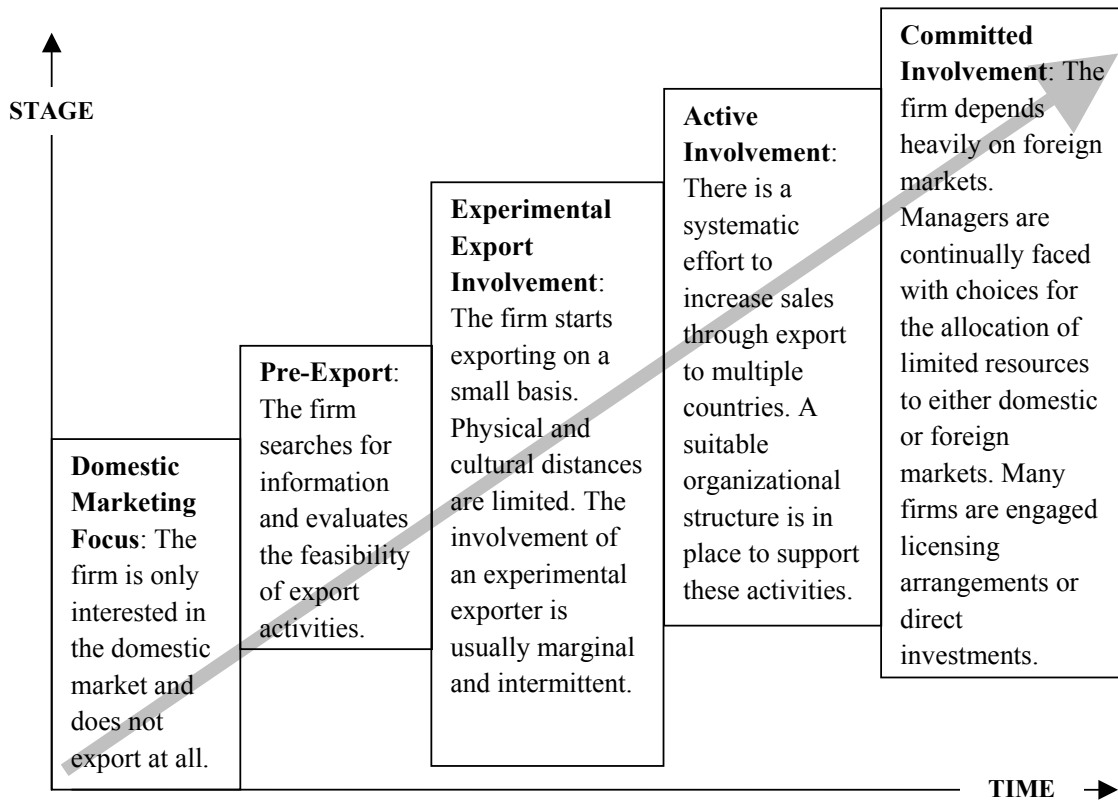 STAGE
Domestic
Marketing
Focus: The
firm is only
interested in
the domestic
market and
does not
export at all.
Pre-Export:
The firm
searches for
information
and evaluates
the feasibility
of export
activities.
Experimental
Export
Involvement:
The firm starts
exporting on a
small basis.
Physical and
cultural distances
are limited. The
involvement of
an experimental
exporter is
usually marginal
and intermittent.
Active
Involvement:
There is a
systematic
effort to
increase sales
through export
to multiple
countries. A
suitable
organizational
structure is in
place to support
these activities.
Committed
Involvement: The
firm depends
heavily on foreign
markets.
Managers are
continually faced
with choices for
the allocation of
limited resources
to either domestic
or foreign
markets. Many
firms are engaged
licensing
arrangements or
direct
investments.
TIME